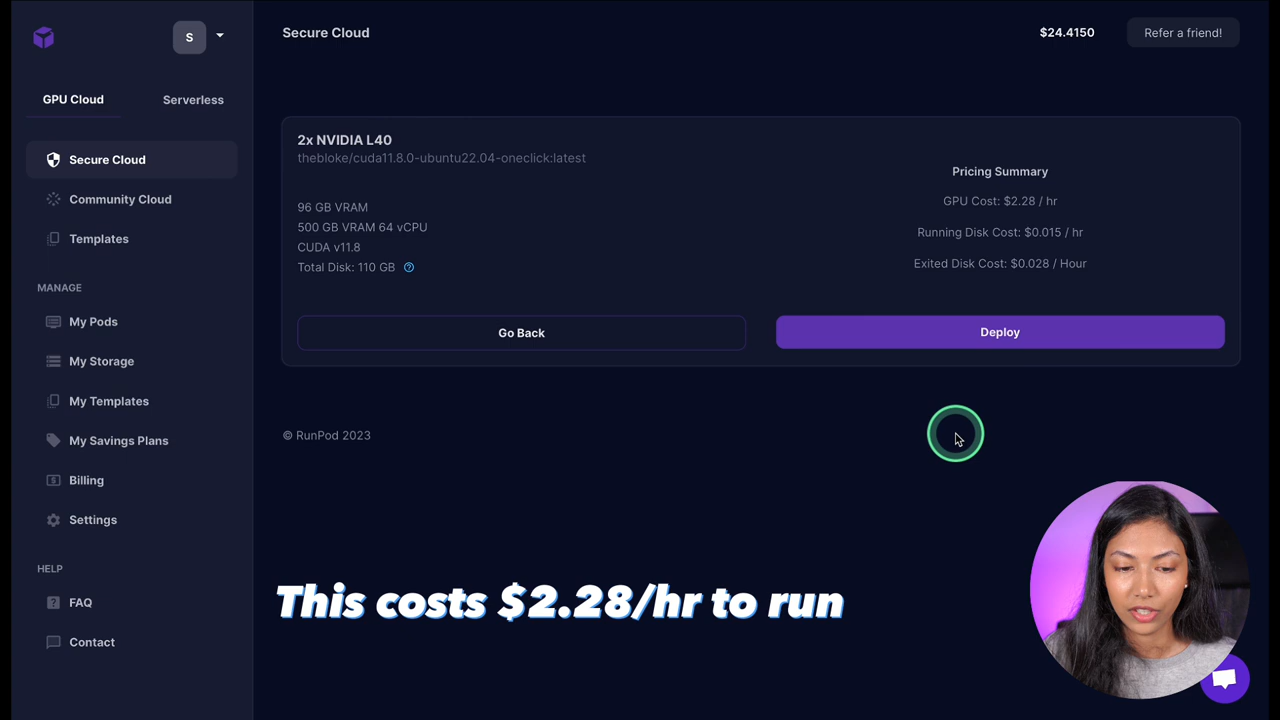 S
Secure Cloud
$24.4150
Refer a friend!
GPU Cloud
Serverless
Secure Cloud
Community Cloud
Templates
MANAGE
My Pods
My Storage
My Templates
My Savings Plans
Billing
Settings
HELP
FAQ
Contact
2x NVIDIA L40
thebloke/cuda11.8.0-ubuntu22.04-oneclick:latest
96 GB VRAM
500 GB VRAM 64 vCPU
CUDA v11.8
Total Disk: 110 GB
Pricing Summary
GPU Cost: $2.28 / hr
Running Disk Cost: $0.015 / hr
Exited Disk Cost: $0.028 / Hour
Go Back
Deploy
© RunPod 2023
This costs $2.28/hr to run